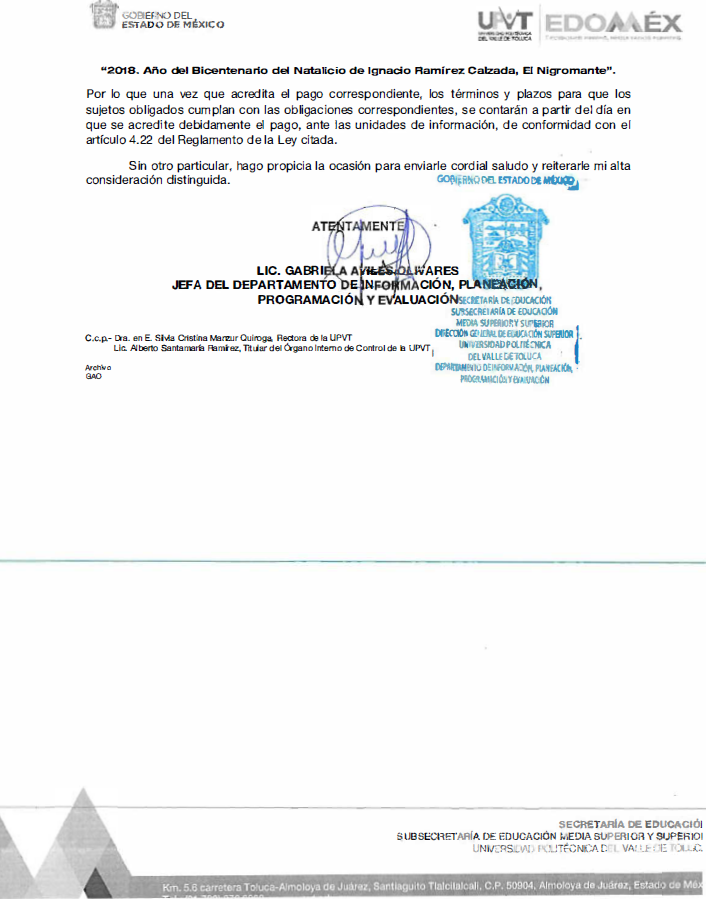 GOBIERNO DEL
ESTADO DE MÉXICO
UPVT
UNIVERSIDAD POLITÉCNICA
DEL VALLE DE TOLUCA
EDOMÉX
“2018. Año del Bicentenario del Natalicio de Ignacio Ramírez Calzada, El Nigromante”.
Por lo que una vez que acredita el pago correspondiente, los términos y plazos para que los
sujetos obligados cumplan con las obligaciones correspondientes, se contarán a partir del día en
que se acredite debidamente el pago, ante las unidades de información, de conformidad con el
artículo 4.22 del Reglamento de la Ley citada.
Sin otro particular, hago propicia la ocasión para enviarle cordial saludo y reiterarle mi alta
consideración distinguida.
GOBIERNO DEL ESTADO DE MÉXICO
ATENTAMENTE
LIC. GABRIELA AVILES OLIVARES
JEFA DEL DEPARTAMENTO DE INFORMACIÓN, PLANEACIÓN,
PROGRAMACIÓN Y EVALUACIÓN
SECRETARÍA DE EDUCACIÓN
SUBSECRETARÍA DE EDUCACIÓN
MEDIA SUPERIOR Y SUPERIOR
DIRECCIÓN GENERAL DE EDUCACIÓN SUPERIOR
UNIVERSIDAD POLITÉCNICA
DEL VALLE DE TOLUCA
DEPARTAMENTO DE INFORMACIÓN, PLANEACIÓN,
PROGRAMACIÓN Y EVALUACIÓN
C.c.p.- Dra. en E. Silvia Cristina Manzur Quiroga, Rectora de la UPVT
Lic. Alberto Santamaría Ramírez, Titular del Órgano Interno de Control de la UPVT
Archivo
GAO
SECRETARÍA DE EDUCACIÓ
SUBSECRETARÍA DE EDUCACIÓN MEDIA SUPERIOR Y SUPERIO
UNIVERSIDAD POLITÉCNICA DEL VALLE DE TOLUC
Km. 5.6 carretera Toluca-Almoloya de Juárez, Santiaguito Tlalcilalcali, C.P. 50904, Almoloya de Juárez, Estado de Méx